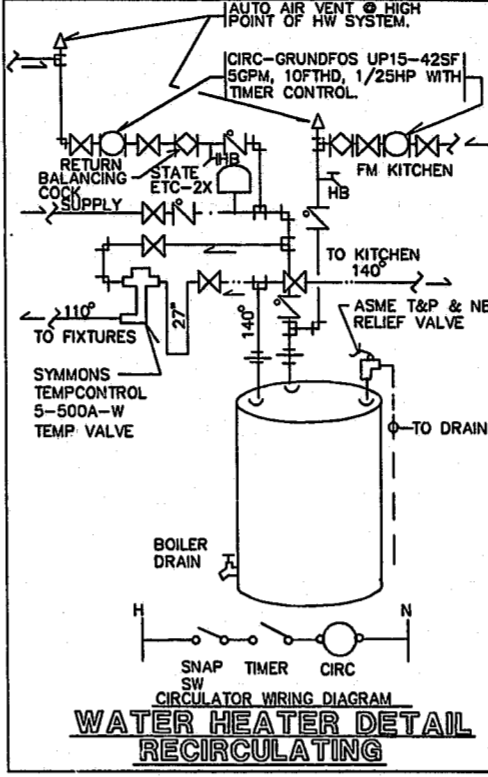 AUTO AIR VENT @ HIGH
POINT OF HW SYSTEM.
CIRC-GRUNDFOS UP15-42SF
5GPM, 10FTHD, 1/25HP WITH
TIMER CONTROL.
RETURN
BALANCING
COCK
STATE
ETC-2X
HB
FM KITCHEN
HB
SUPPLY
TO KITCHEN
140°
110°
TO FIXTURES
27"
140°
ASME T&P & NB
RELIEF VALVE
SYMMONS
TEMPCONTROL
5-500A-W
TEMP VALVE
TO DRAIN
BOILER
DRAIN
H
N
SNAP
SW
TIMER
CIRC
CIRCULATOR WIRING DIAGRAM
WATER HEATER DETAIL
RECIRCULATING